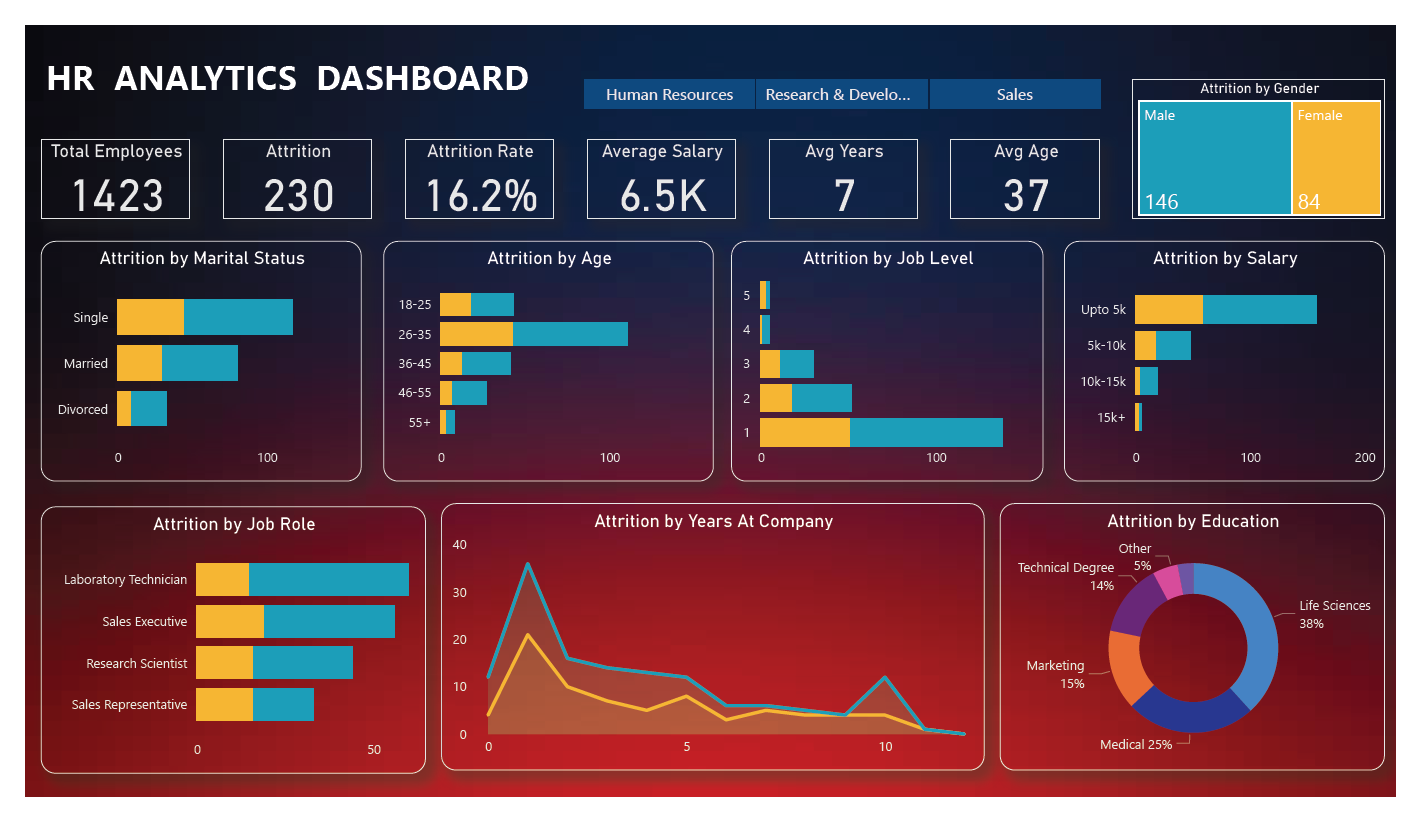 HR ANALYTICS DASHBOARD
Human Resources
Research & Develo...
Sales
Attrition by Gender
Male
Female
146
84
Total Employees
1423
Attrition
230
Attrition Rate
16.2%
Average Salary
6.5K
Avg Years
7
Avg Age
37
Attrition by Marital Status
Single
Married
Divorced
0 100
Attrition by Age
18-25
26-35
36-45
46-55
55+
0 100
Attrition by Job Level
5
4
3
2
1
0 100
Attrition by Salary
Upto 5k
5k-10k
10k-15k
15k+
0 100 200
Attrition by Job Role
Laboratory Technician
Sales Executive
Research Scientist
Sales Representative
0 50
Attrition by Years At Company
40
30
20
10
0
0 5 10
Attrition by Education
Other
5%
Technical Degree
14%
Life Sciences
38%
Marketing
15%
Medical 25%